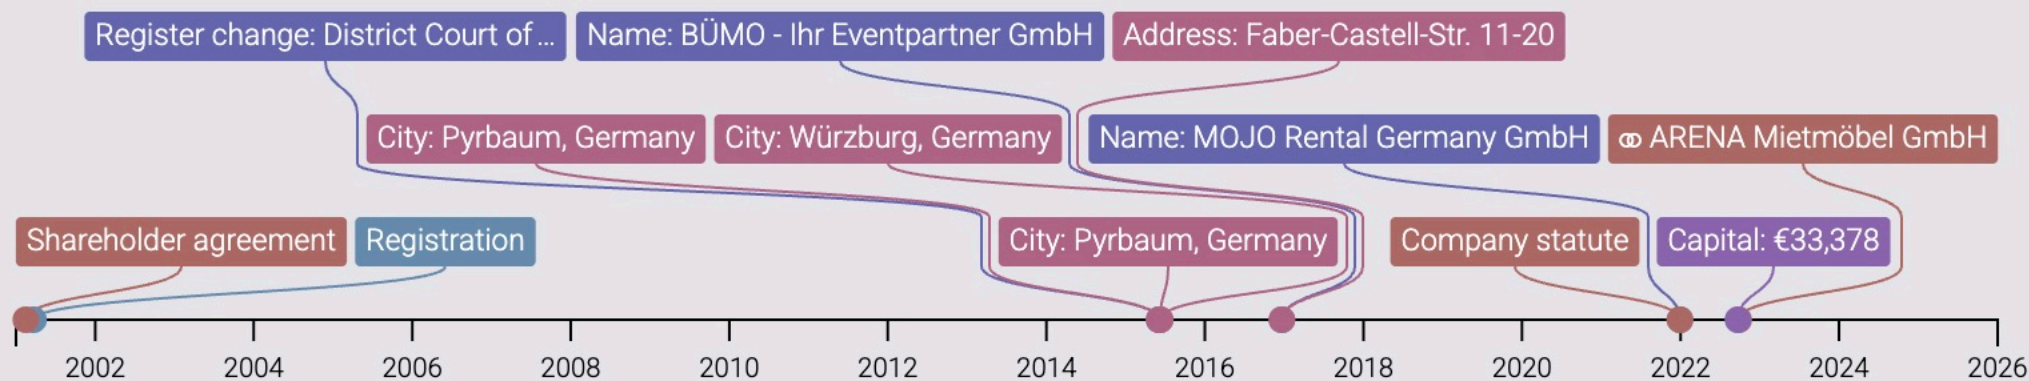 Register change: District Court of ...
Name: BÜMO - Ihr Eventpartner GmbH
Address: Faber-Castell-Str. 11-20
City: Pyrbaum, Germany
City: Würzburg, Germany
Name: MOJO Rental Germany GmbH
ARENA Mietmöbel GmbH
Shareholder agreement
Registration
City: Pyrbaum, Germany
Company statute
Capital: €33,378
2002
2004
2006
2008
2010
2012
2014
2016
2018
2020
2022
2024
2026